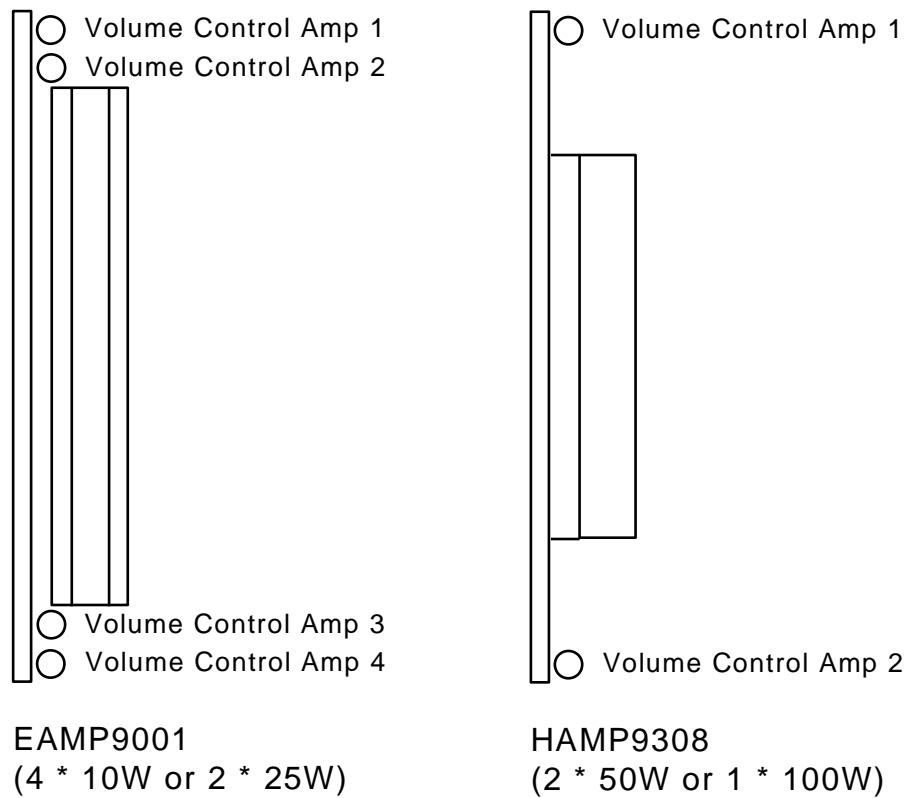 Volume Control Amp 1
Volume Control Amp 2
Volume Control Amp 3
Volume Control Amp 4
EAMP9001
(4 * 10W or 2 * 25W)
Volume Control Amp 1
Volume Control Amp 2
HAMP9308
(2 * 50W or 1 * 100W)